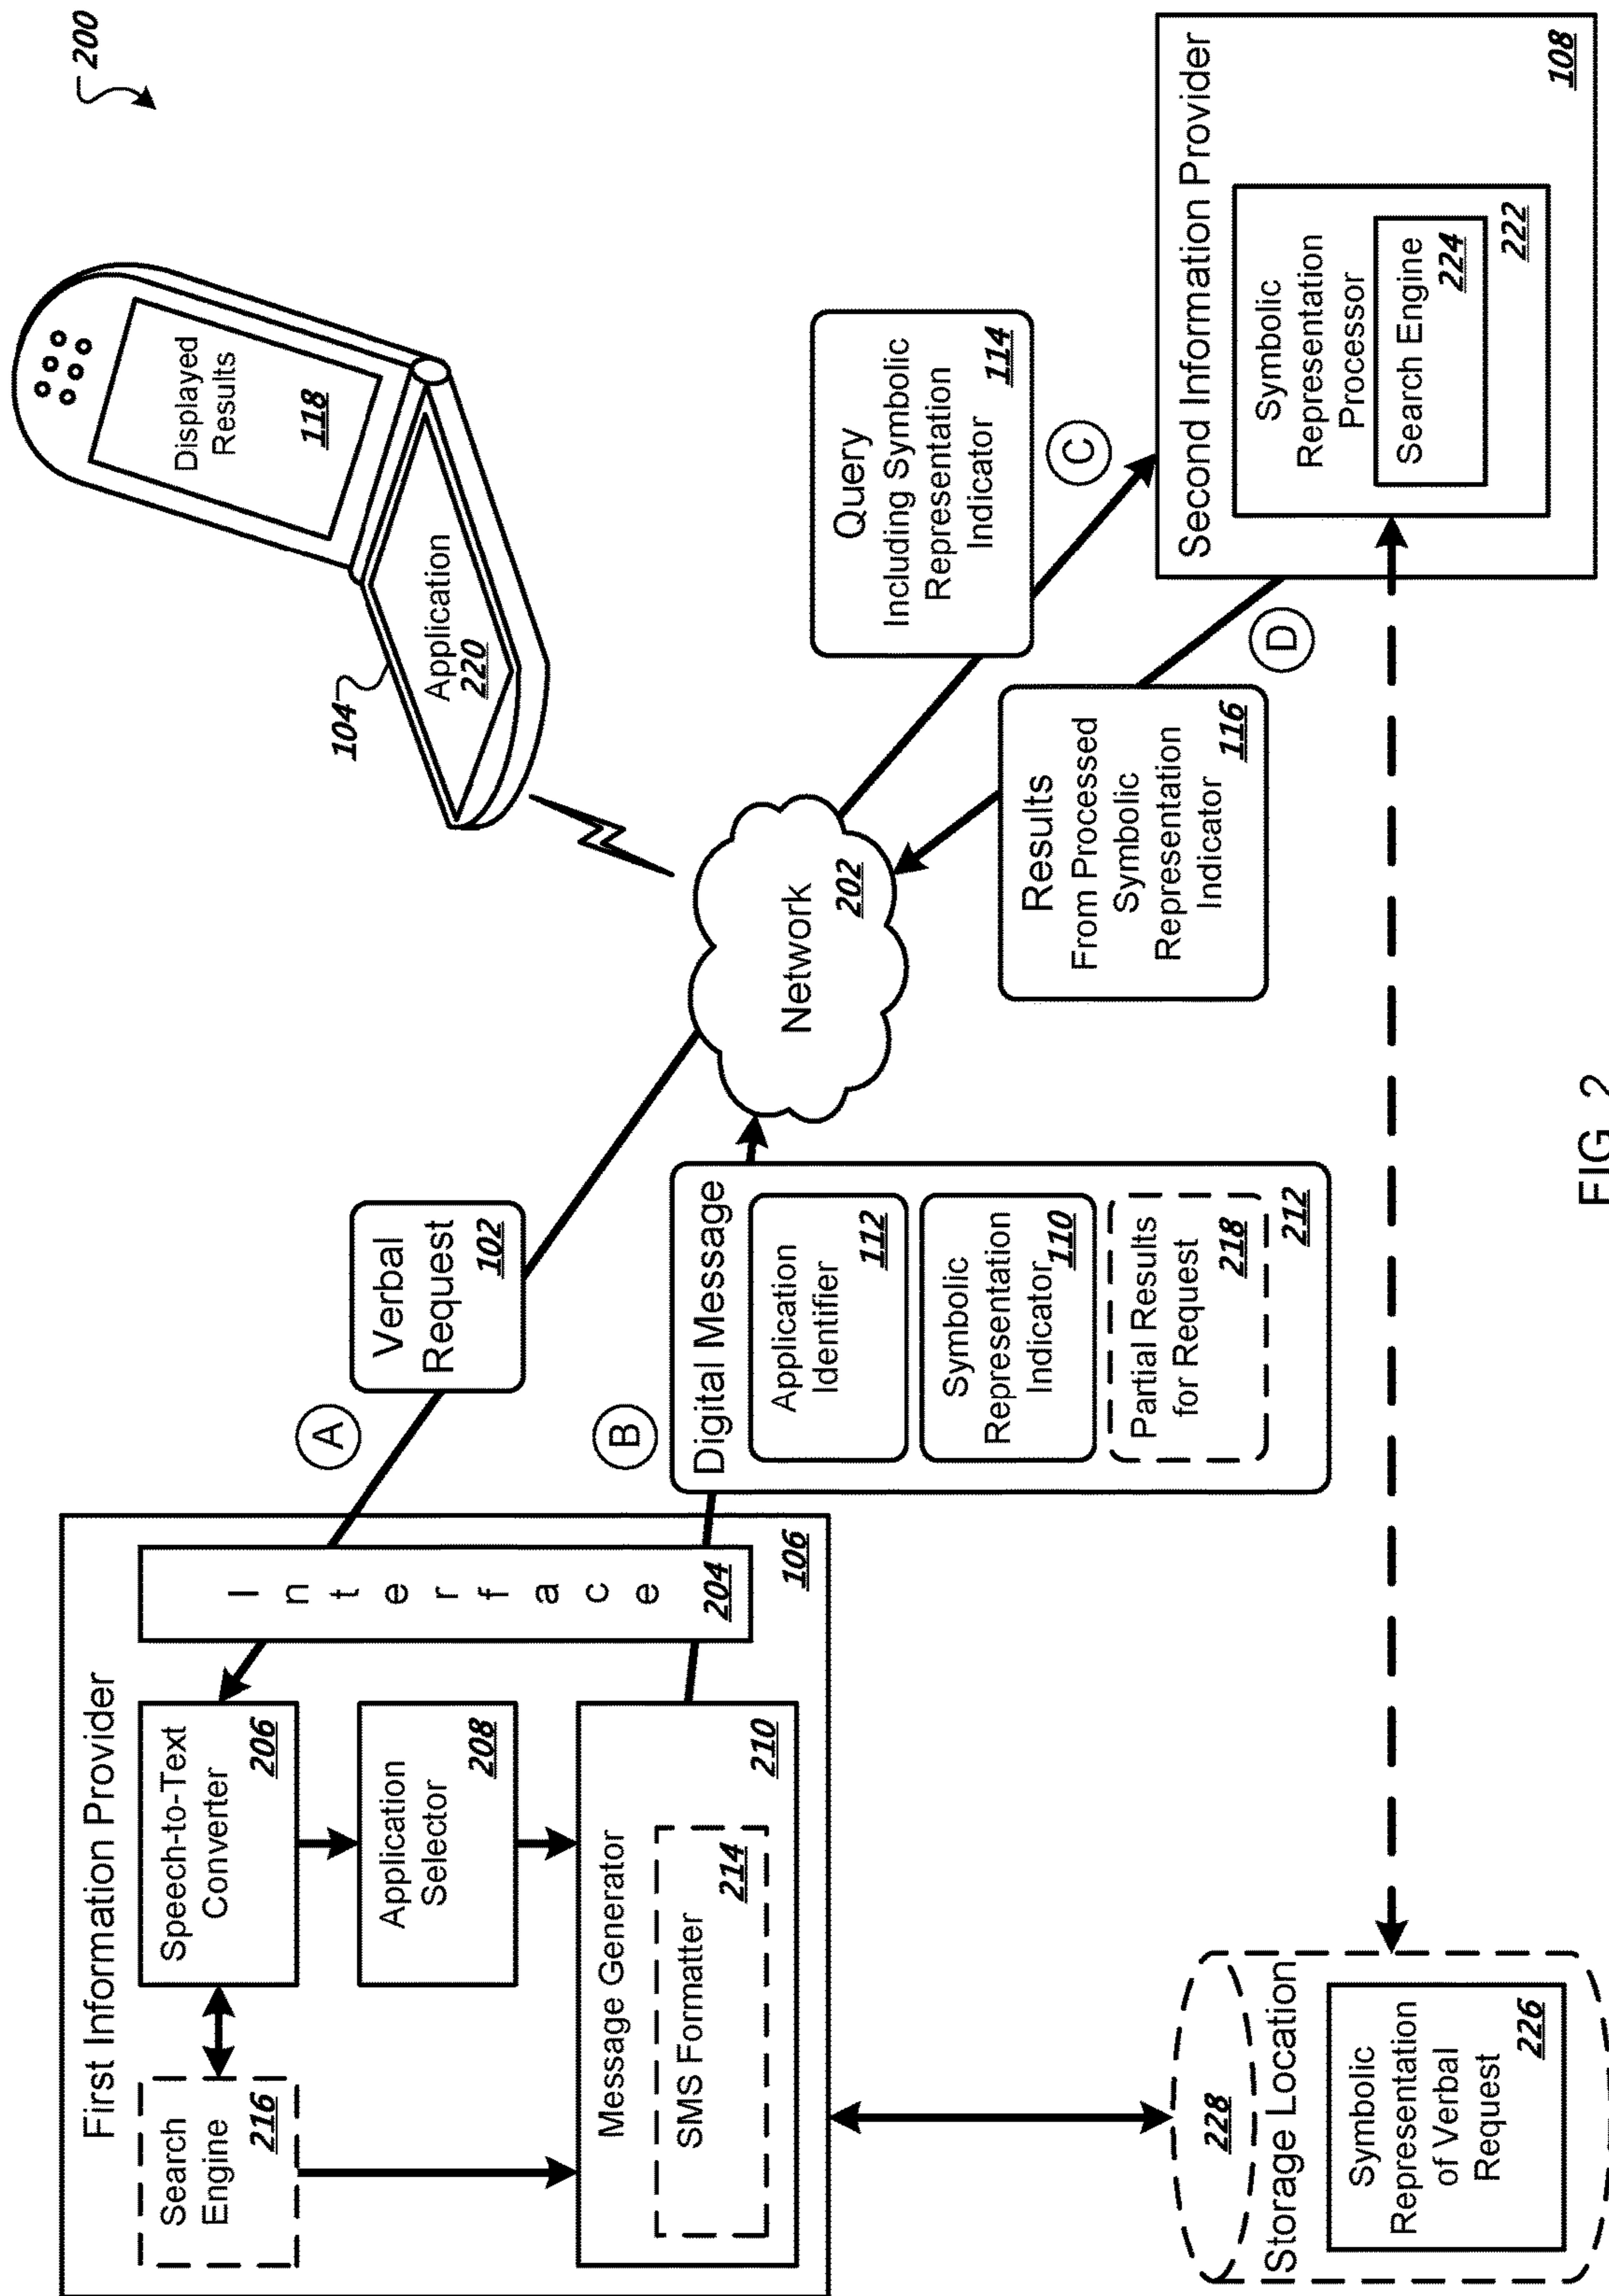 200
First Information Provider
Search
Engine
216
Speech-to-Text
Converter
206
Application
Selector
208
Message Generator
SMS Formatter
214
210
Interface
204
106
A
Verbal
Request
102
B
Digital Message
Application
Identifier
112
Symbolic
Representation
Indicator
110
Partial Results
for Request
218
212
Network
202
104
Displayed
Results
118
Application
220
Query
Including Symbolic
Representation
Indicator
114
C
Results
From Processed
Symbolic
Representation
Indicator
116
D
Second Information Provider
Symbolic
Representation
Processor
Search Engine
224
222
108
228
Storage Location
Symbolic
Representation
of Verbal
Request
226
FIG. 2